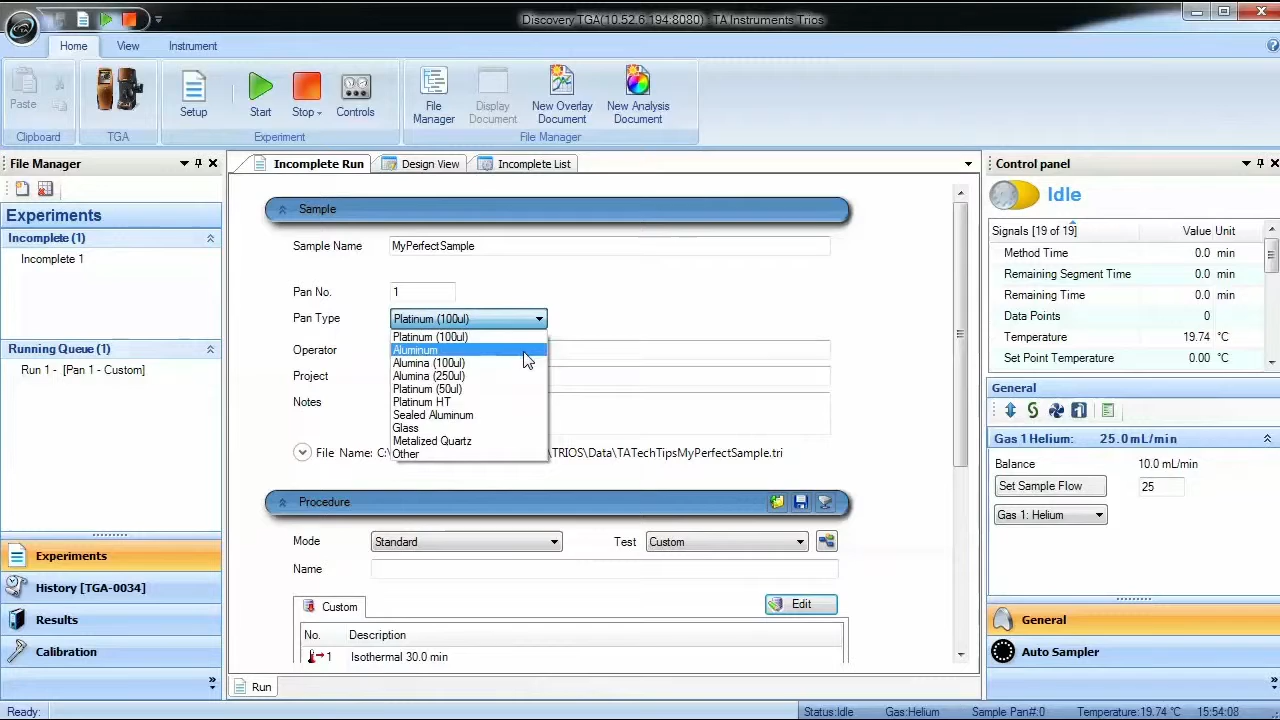 Discovery TGA(10.52.6.194:8080) - TA Instruments Trios
Home View Instrument
Paste
Setup
Start
Stop
Controls
File Manager
Display Document
New Overlay Document
New Analysis Document
Clipboard
TGA
Experiment
File Manager
File Manager
Experiments
Incomplete (1)
Incomplete 1
Running Queue (1)
Run 1 - [Pan 1 - Custom]
Experiments
History [TGA-0034]
Results
Calibration
Incomplete Run
Design View
Incomplete List
Sample
Sample Name MyPerfectSample
Pan No. 1
Pan Type Platinum (100ul)
Platinum (100ul)
Aluminum
Alumina (100ul)
Alumina (250ul)
Platinum (50ul)
Platinum HT
Sealed Aluminum
Glass
Metalized Quartz
Other
Operator
Project
Notes
File Name: C:\ TRIOS\Data\TATechTipsMyPerfectSample.tri
Procedure
Mode Standard Test Custom
Name
Custom
Edit
No. Description
1 Isothermal 30.0 min
Run
Control panel
Idle
Signals [19 of 19] Value Unit
Method Time 0.0 min
Remaining Segment Time 0.0 min
Remaining Time 0.0 min
Data Points 0
Temperature 19.74 °C
Set Point Temperature 0.00 °C
General
Gas 1 Helium: 25.0 mL/min
Balance 10.0 mL/min
Set Sample Flow 25
Gas 1: Helium
General
Auto Sampler
Ready: Status:Idle Gas:Helium Sample Pan#:0 Temperature:19.74 °C 15:54:08